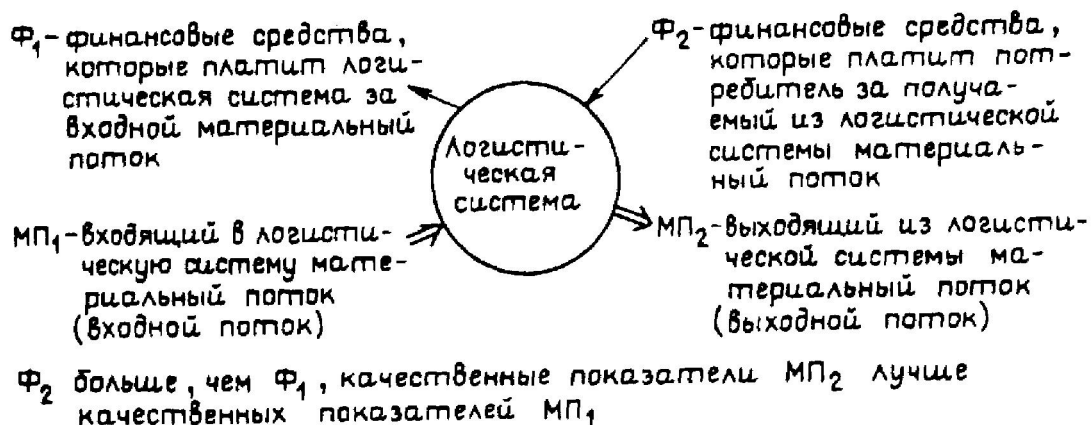 Ф₁-финансовые средства,
которые платит логи-
стическая система за
входной материальный
поток
Ф₂-финансовые средства,
которые платит пот-
ребитель за получа-
емый из логистической
системы материаль-
ный поток
Логисти-
ческая
система
МП₁-входящий в логисти-
ческую систему мате-
риальный поток
(входной поток)
МП₂-выходящий из логисти-
ческой системы ма-
териальный поток
(выходной поток)
Ф₂ больше, чем Ф₁, качественные показатели МП₂ лучше
качественных показателей МП₁